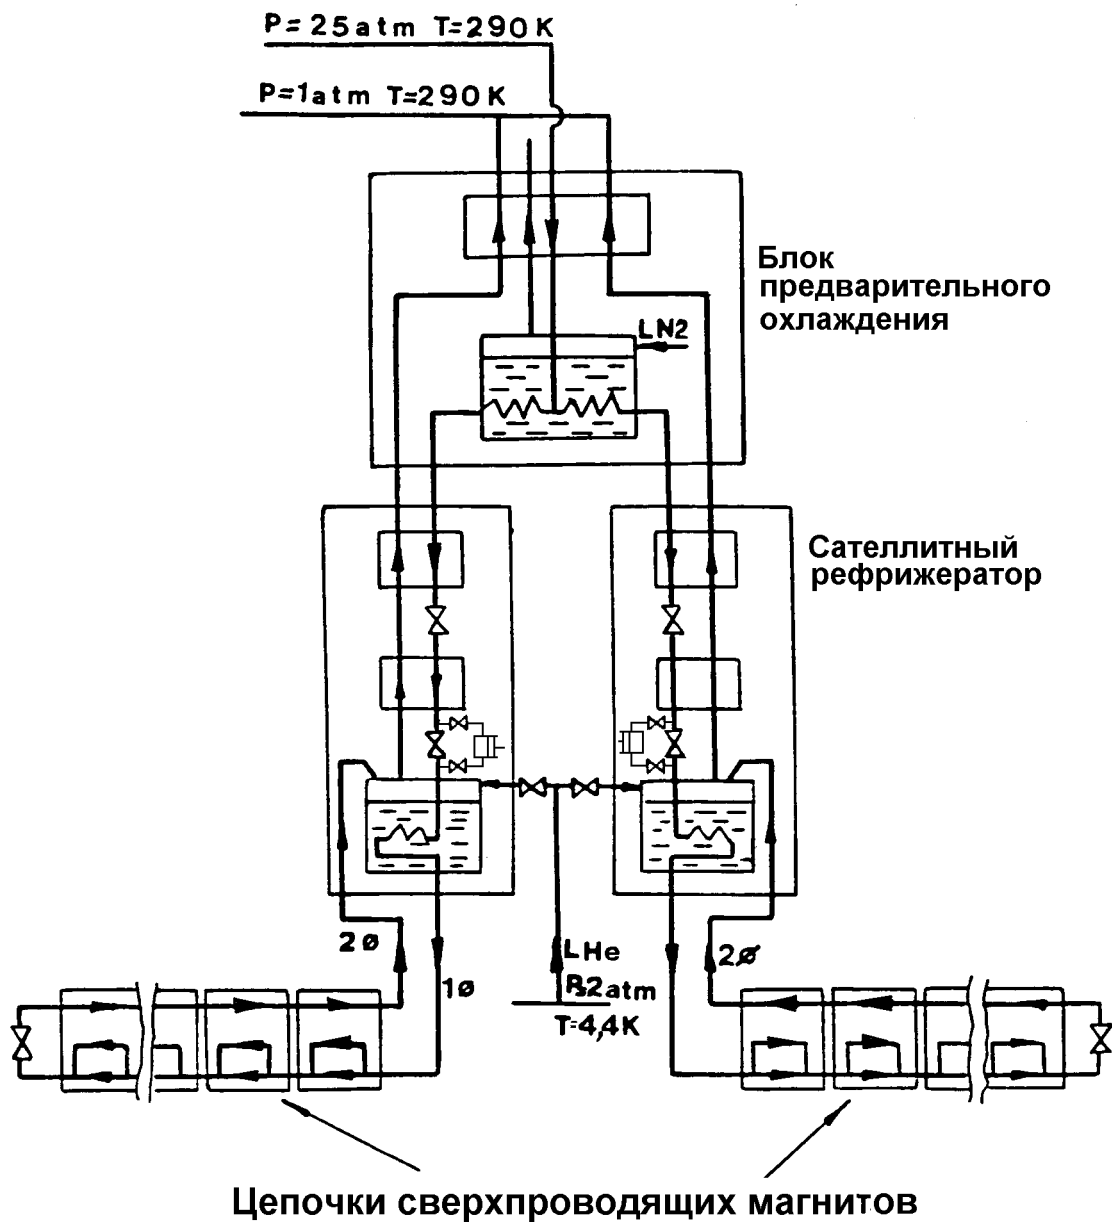 P=25atm T=290K
P=1atm T=290K
Блок
предварительного
охлаждения
LN2
Сателлитный
рефрижератор
2ø
1ø
LHe
P=2atm
T=4,4K
2ø
Цепочки сверхпроводящих магнитов